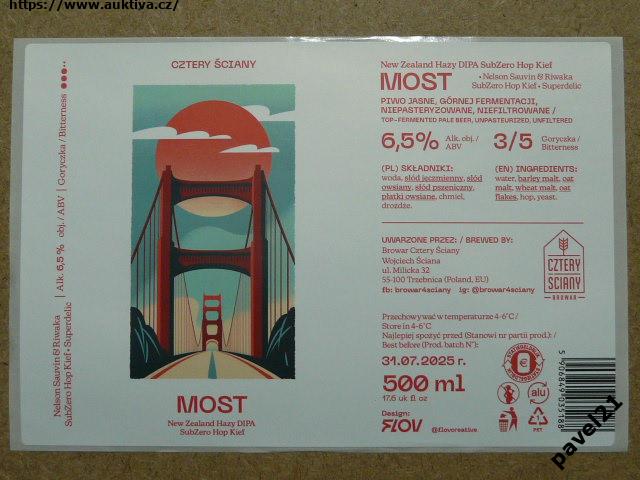 https://www.auktiva.cz/
Nelson Sauvin & Riwaka | Alk. 6,5 % obj. / ABV | Goryczka / Bitterness
SubZero Hop Kief • Superdelic
CZTERY ŚCIANY
MOST
New Zealand Hazy DIPA
SubZero Hop Kief
New Zealand Hazy DIPA SubZero Hop Kief
MOST
• Nelson Sauvin & Riwaka
SubZero Hop Kief • Superdelic
PIWO JASNE, GÓRNEJ FERMENTACJI,
NIEPASTERYZOWANE, NIEFILTROWANE /
TOP-FERMENTED PALE BEER, UNPASTEURIZED, UNFILTERED
6,5% Alk. obj. / ABV 3/5 Goryczka / Bitterness
(PL) SKŁADNIKI:
woda, słód jęczmienny, słód
owsiany, słód pszeniczny,
płatki owsiane, chmiel,
drożdże.
(EN) INGREDIENTS:
water, barley malt, oat
malt, wheat malt, oat
flakes, hop, yeast.
UWARZONE PRZEZ: / BREWED BY:
Browar Cztery Ściany
Wojciech Ściana
ul. Milicka 32
55-100 Trzebnica (Poland, EU)
fb: browar4sciany ig: @browar4sciany
CZTERY
ŚCIANY
BROWAR
Przechowywać w temperaturze 4-6°C /
Store in 4-6°C
Najlepiej spożyć przed (Stanowi nr partii prod.): /
Best before (Prod. batch N°):
31.07.2025 r.
500 ml
17.6 uk fl oz
Design:
FLOV @flovcreative
alu
PET
5 906849 035188
pavel21